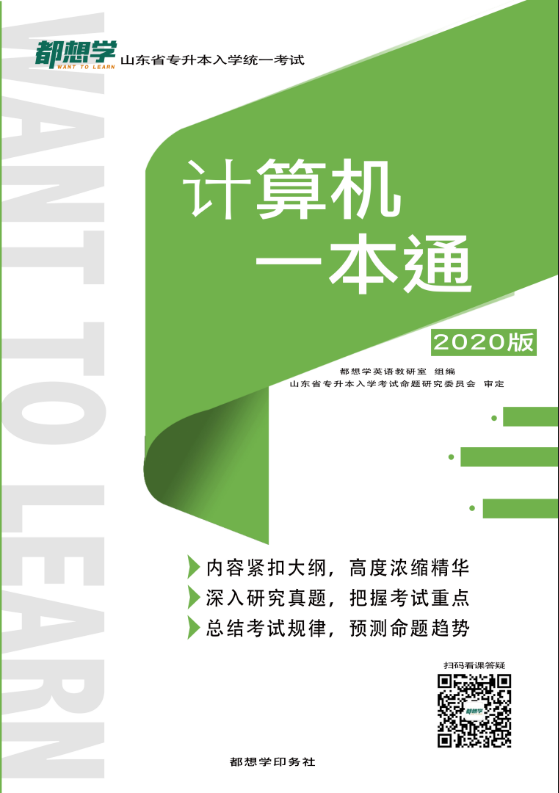 都想学
WANT TO LEARN
山东省专升本入学统一考试
WANT TO LEARN
计算机
一本通
2020版
都想学英语教研室 组编
山东省专升本入学考试命题研究委员会 审定
内容紧扣大纲，高度浓缩精华
深入研究真题，把握考试重点
总结考试规律，预测命题趋势
扫码看课答疑
都想学
都想学印务社